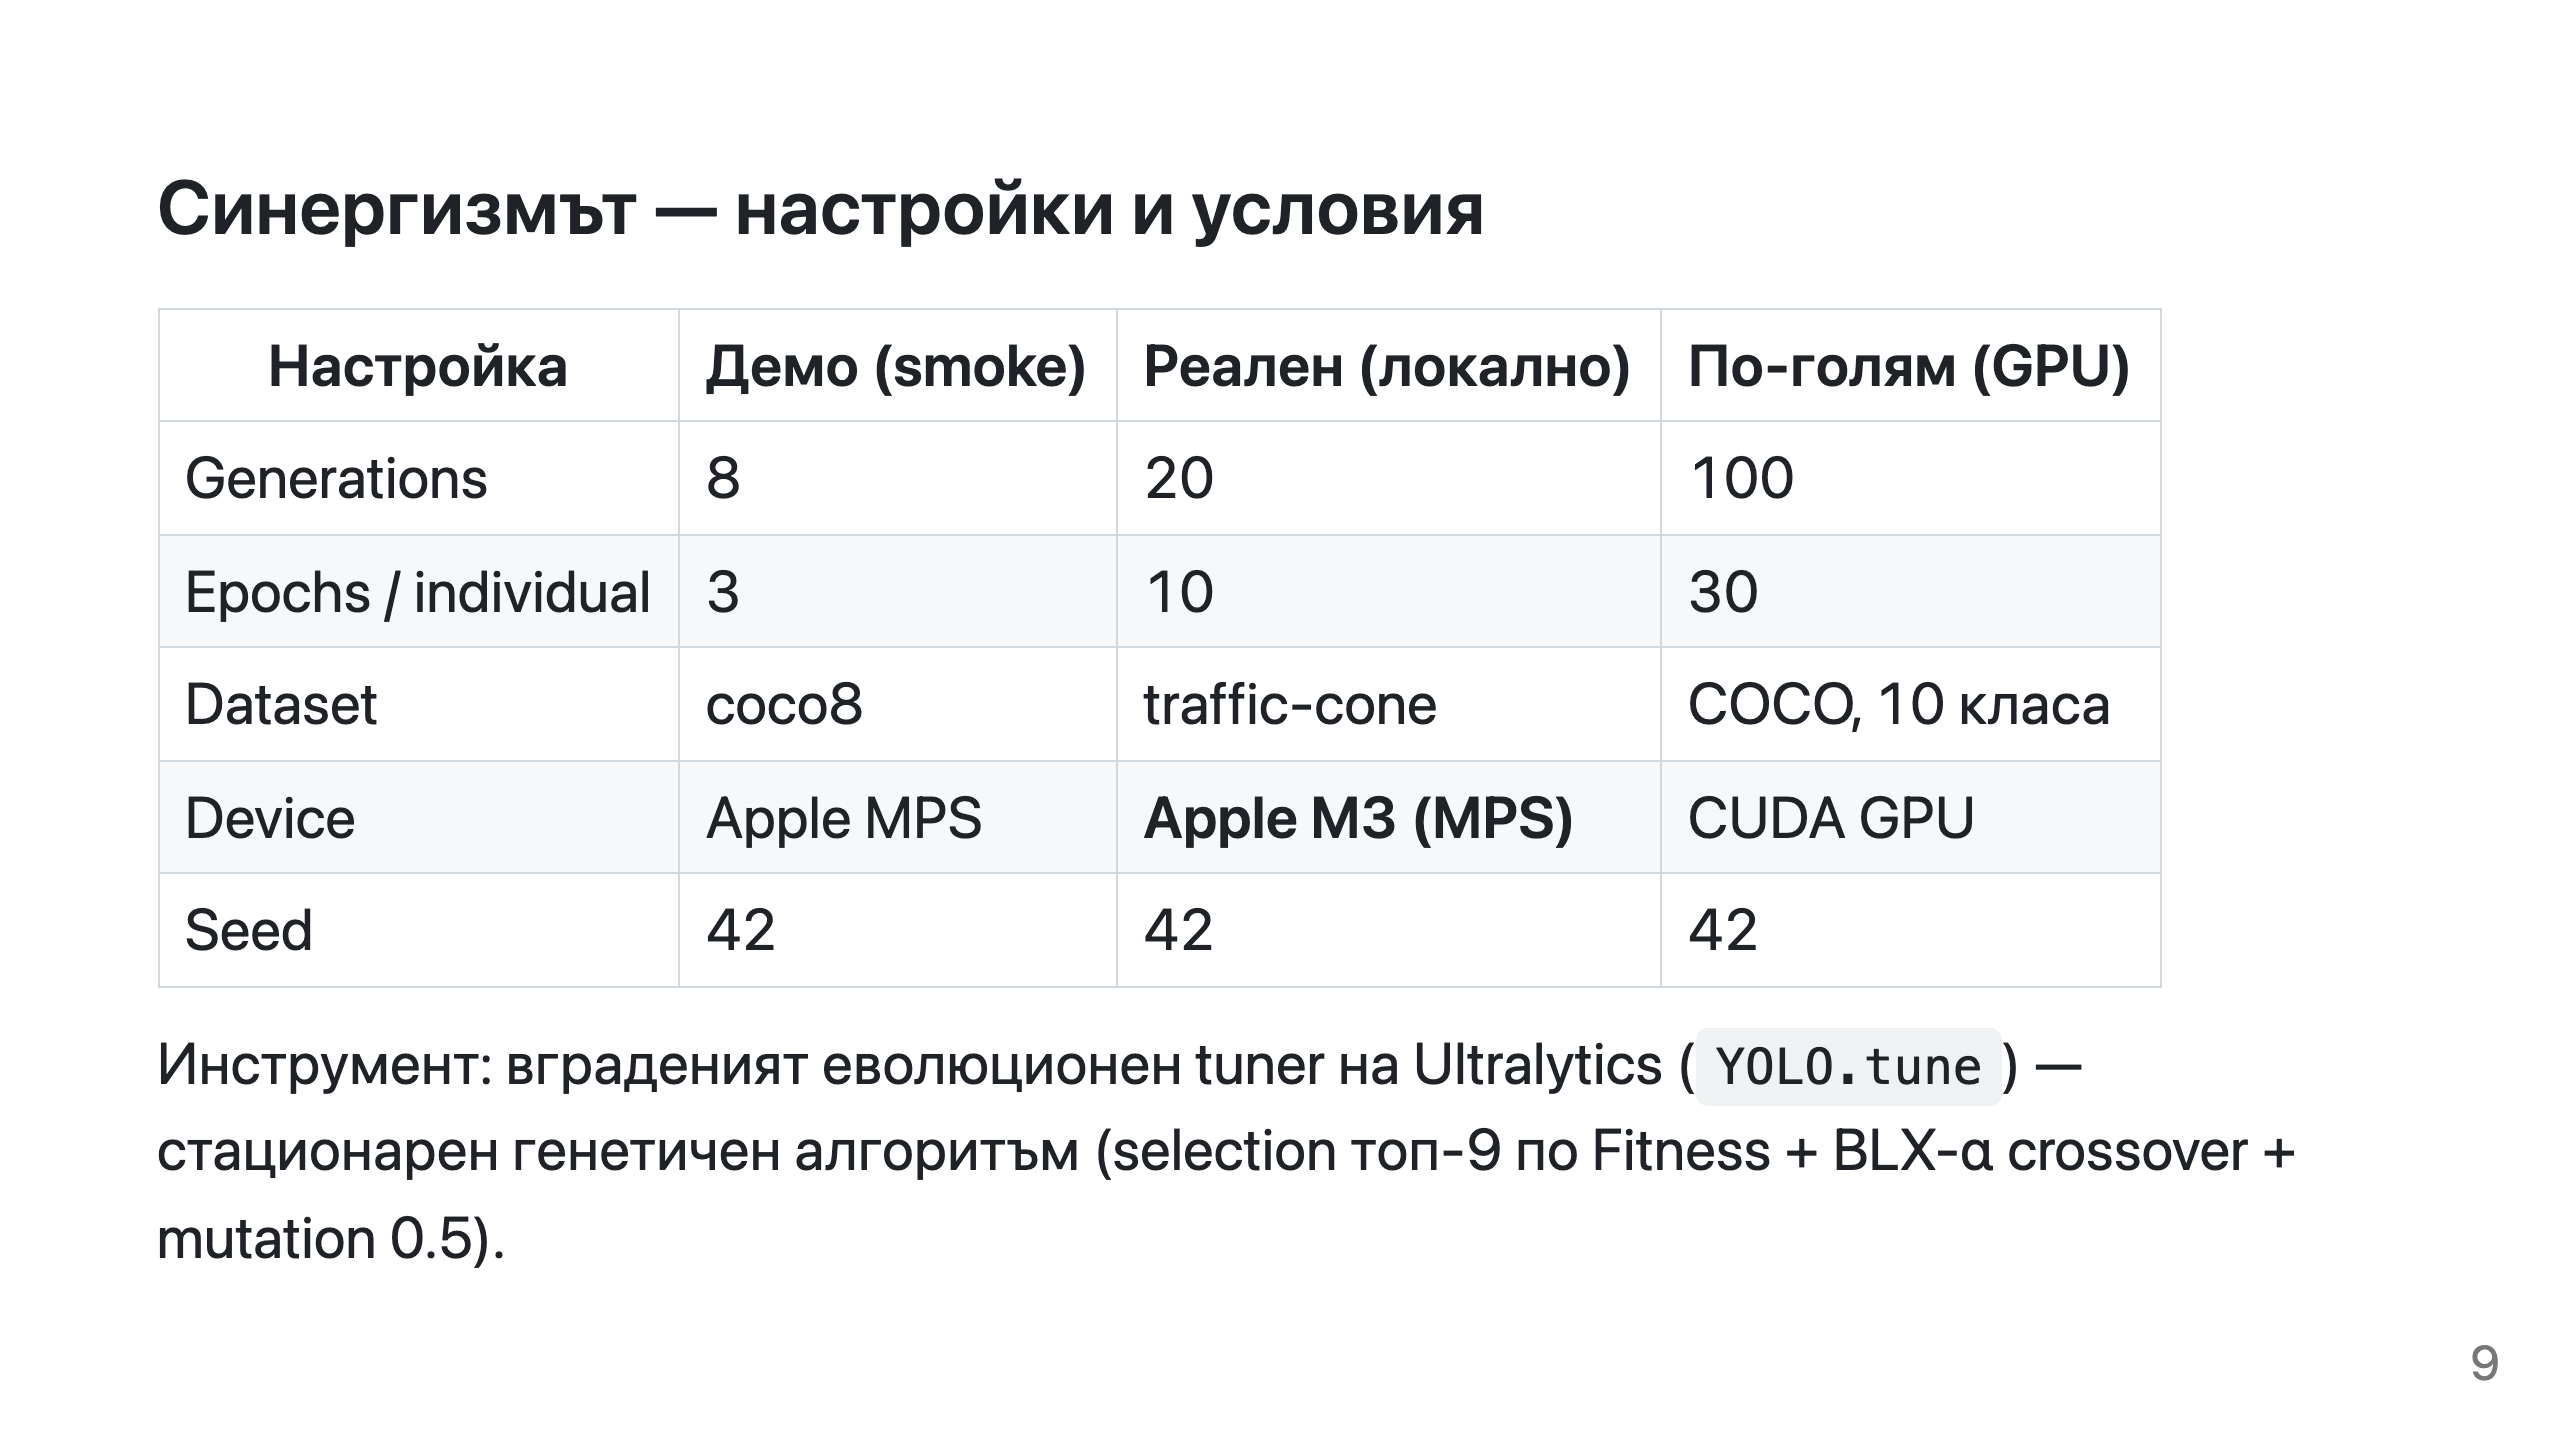 Синергизмът — настройки и условия
Настройка Демо (smoke) Реален (локално) По-голям (GPU)
Generations 8 20 100
Epochs / individual 3 10 30
Dataset coco8 traffic-cone COCO, 10 класа
Device Apple MPS Apple M3 (MPS) CUDA GPU
Seed 42 42 42
Инструмент: вграденият еволюционен tuner на Ultralytics ( YOLO.tune ) —
стационарен генетичен алгоритъм (selection топ-9 по Fitness + BLX-α crossover +
mutation 0.5).
9